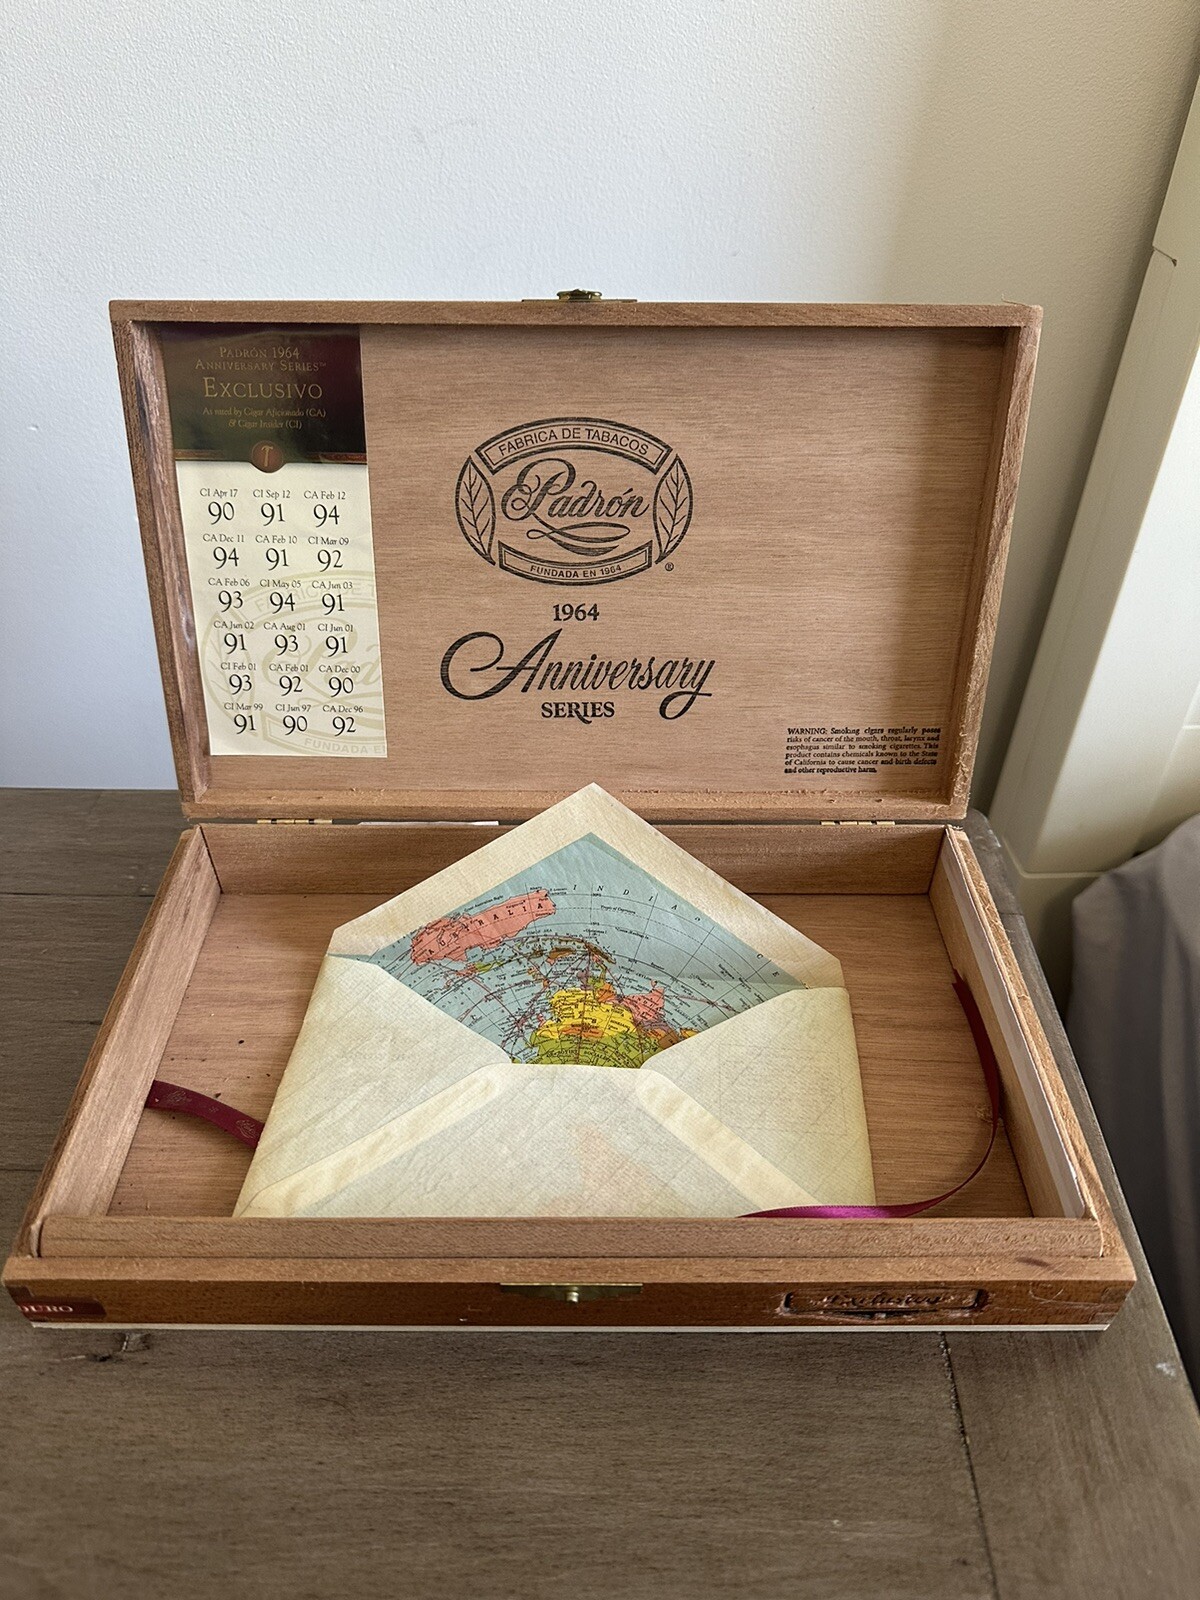 PADRÓN 1964
ANNIVERSARY SERIES™
EXCLUSIVO
As rated by Cigar Aficionado (CA)
& Cigar Insider (CI)
CI Apr 17 CI Sep 12 CA Feb 12
90 91 94
CA Dec 11 CA Feb 10 CI Mar 09
94 91 92
CA Feb 06 CI May 05 CA Jun 03
93 94 91
CA Jun 02 CA Aug 01 CI Jun 01
91 93 91
CI Feb 01 CA Feb 01 CA Dec 00
93 92 90
CI Mar 99 CI Jun 97 CA Dec 96
91 90 92
FUNDADA E
FABRICA DE TABACOS
Padrón
FUNDADA EN 1964
®
1964
Anniversary
SERIES
WARNING: Smoking cigars regularly poses
risks of cancer of the mouth, throat, larynx and
esophagus similar to smoking cigarettes. This
product contains chemicals known to the State
of California to cause cancer and birth defects
and other reproductive harm.
INDIA
AUSTRALIA
DURO
Exclusivo